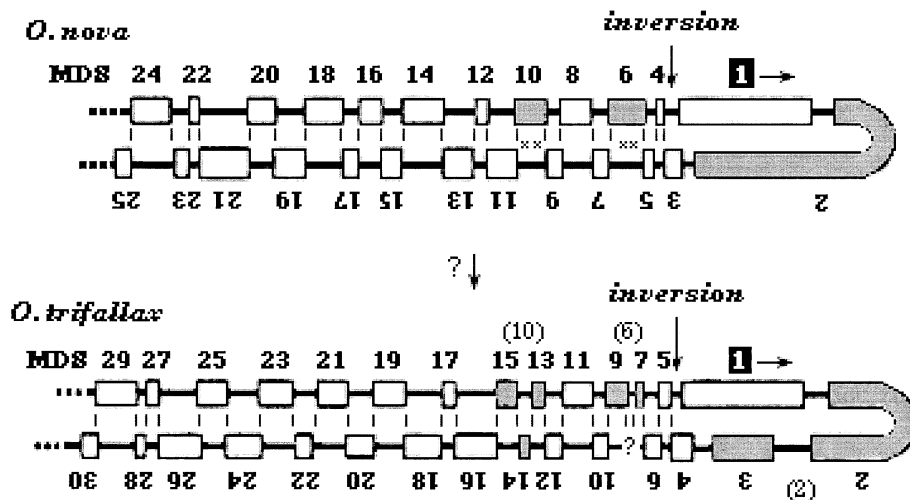 inversion
O. nova
MDS 24 22 20 18 16 14 12 10 8 6 4 1
×× ××
25 23 21 19 17 15 13 11 9 7 5 3 2
?
inversion
O. trifallax
(10) (6)
MDS 29 27 25 23 21 19 17 15 13 11 9 7 5 1
?
30 28 26 24 22 20 18 16 14 12 10 6 4 3 2
(2)